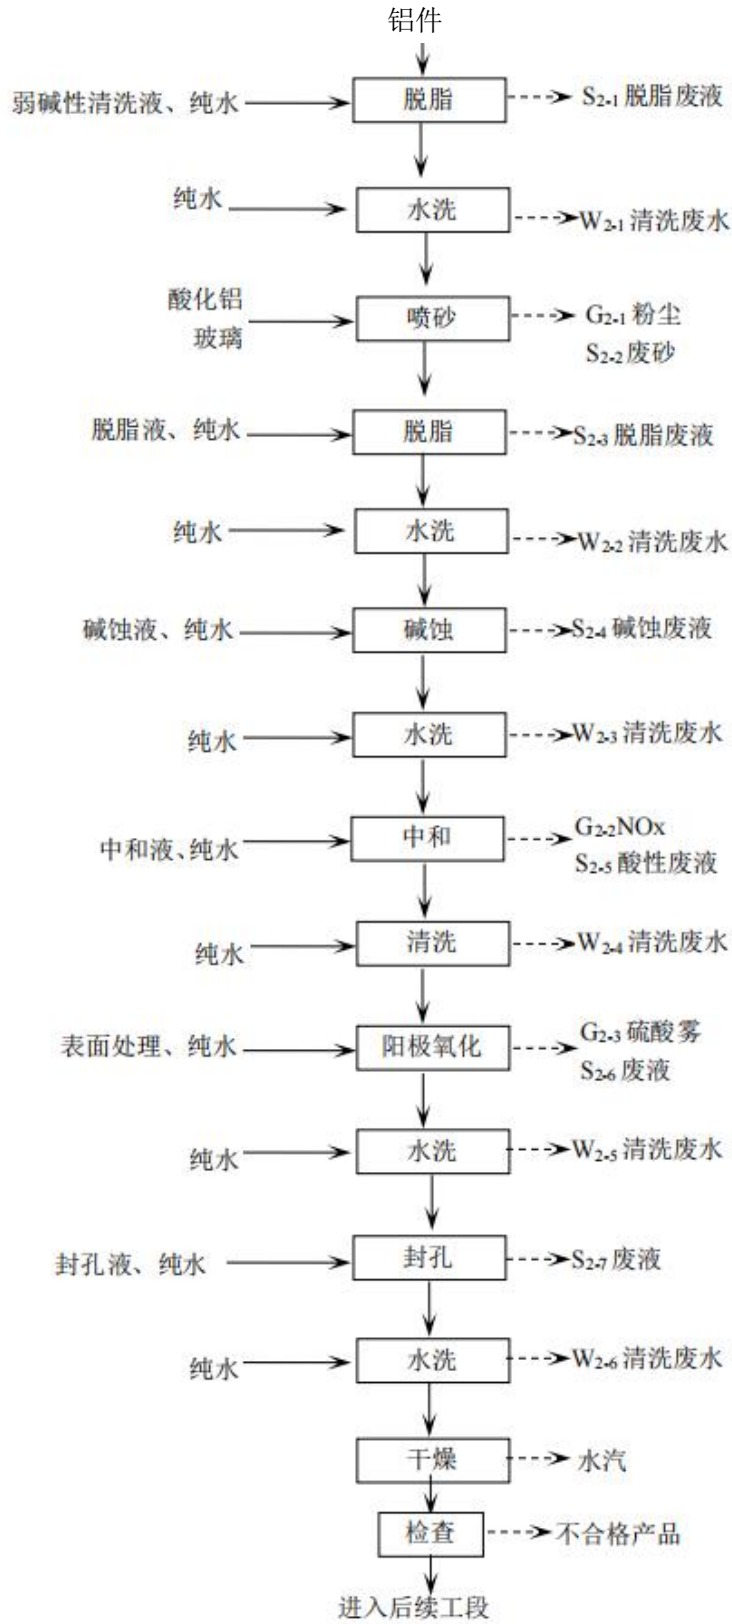 铝件
弱碱性清洗液、纯水
脱脂
S2-1 脱脂废液
纯水
水洗
W2-1 清洗废水
酸化铝
玻璃
喷砂
G2-1 粉尘
S2-2 废砂
脱脂液、纯水
脱脂
S2-3 脱脂废液
纯水
水洗
W2-2 清洗废水
碱蚀液、纯水
碱蚀
S2-4 碱蚀废液
纯水
水洗
W2-3 清洗废水
中和液、纯水
中和
G2-2NOx
S2-5 酸性废液
纯水
清洗
W2-4 清洗废水
表面处理、纯水
阳极氧化
G2-3 硫酸雾
S2-6 废液
纯水
水洗
W2-5 清洗废水
封孔液、纯水
封孔
S2-7 废液
纯水
水洗
W2-6 清洗废水
干燥
水汽
检查
不合格产品
进入后续工段